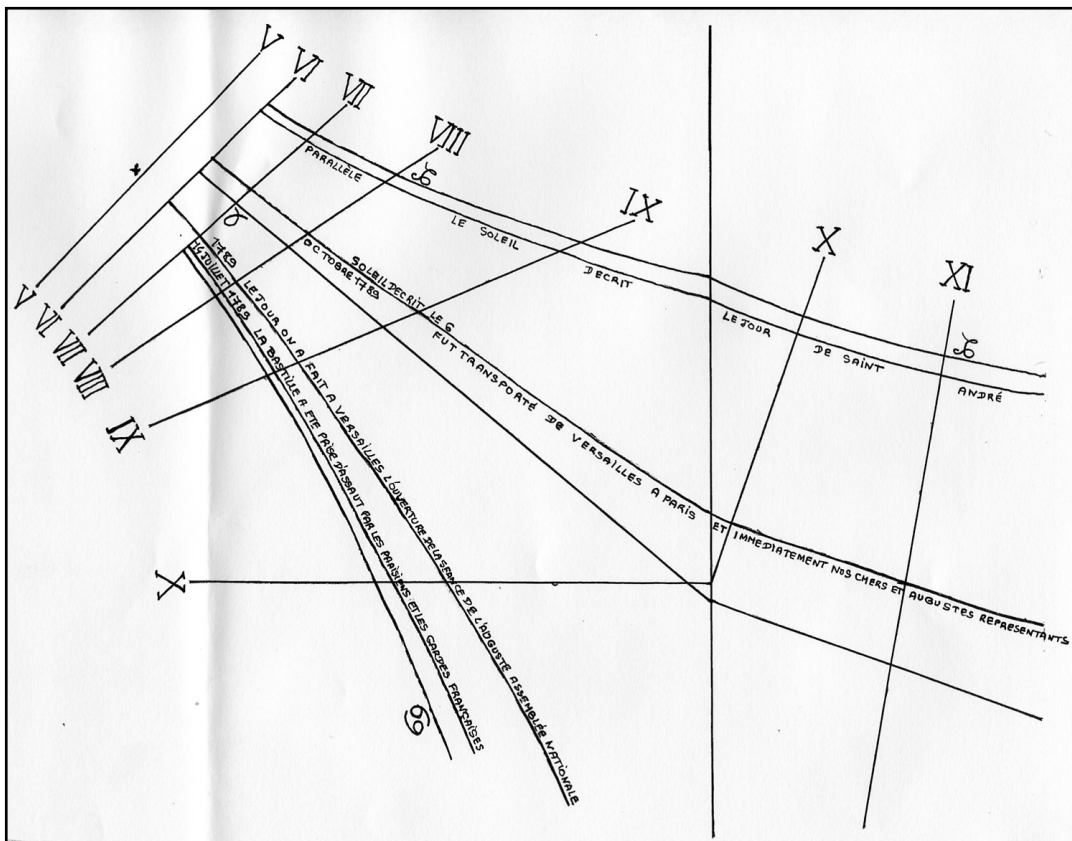 V
VI
VII
VIII
IX
X
XI
PARALLÈLE LE SOLEIL DECRIT LE JOUR DE SAINT ANDRÉ
SOLEIL DECRIT LE 6
OCTOBRE 1789 FUT TRANSPORTÉ DE VERSAILLES A PARIS ET IMMEDIATEMENT NOS CHERS ET AUGUSTES REPRESENTANTS
1789 LE JOUR ON A FAIT A VERSAILLES L'OUVERTURE DE LA SEANCE DE L'AUGUSTE ASSEMBLÉE NATIONALE
14 JUILLET 1789 LA BASTILLE A ETE PRISE D'ASSAUT PAR LES PARISIENS ET LES GARDES FRANÇAISES
V
VI
VII
VIII
IX
X